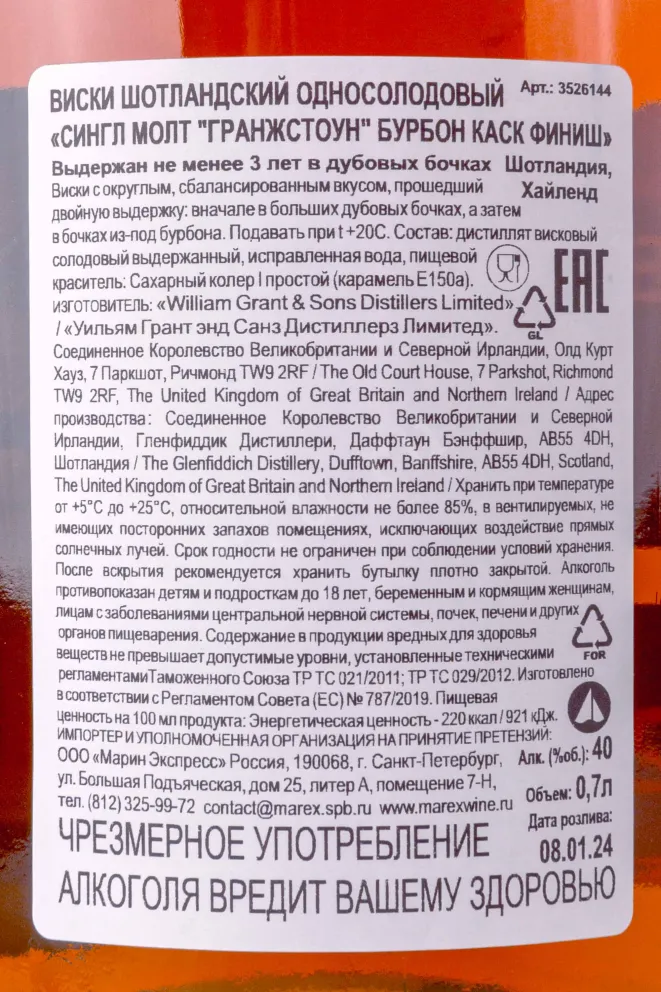 ВИСКИ ШОТЛАНДСКИЙ ОДНОСОЛОДОВЫЙ Арт.: 3526144
«СИНГЛ МОЛТ "ГРАНЖСТОУН" БУРБОН КАСК ФИНИШ»
Выдержан не менее 3 лет в дубовых бочках Шотландия,
Виски с округлым, сбалансированным вкусом, прошедший Хайленд
двойную выдержку: вначале в больших дубовых бочках, а затем
в бочках из-под бурбона. Подавать при t +20С. Состав: дистиллят висковый
солодовый выдержанный, исправленная вода, пищевой
краситель: Сахарный колер I простой (карамель Е150а).
ИЗГОТОВИТЕЛЬ: «William Grant & Sons Distillers Limited»
/ «Уильям Грант энд Санз Дистиллерз Лимитед».
EAC
GL
Соединенное Королевство Великобритании и Северной Ирландии, Олд Курт
Хауз, 7 Паркшот, Ричмонд TW9 2RF / The Old Court House, 7 Parkshot, Richmond
TW9 2RF, The United Kingdom of Great Britain and Northern Ireland / Адрес
производства: Соединенное Королевство Великобритании и Северной
Ирландии, Гленфиддик Дистиллери, Даффтаун Бэнффшир, AB55 4DH,
Шотландия / The Glenfiddich Distillery, Dufftown, Banffshire, AB55 4DH, Scotland,
The United Kingdom of Great Britain and Northern Ireland / Хранить при температуре
от +5°С до +25°С, относительной влажности не более 85%, в вентилируемых, не
имеющих посторонних запахов помещениях, исключающих воздействие прямых
солнечных лучей. Срок годности не ограничен при соблюдении условий хранения.
После вскрытия рекомендуется хранить бутылку плотно закрытой. Алкоголь
противопоказан детям и подросткам до 18 лет, беременным и кормящим женщинам,
лицам с заболеваниями центральной нервной системы, почек, печени и других
органов пищеварения. Содержание в продукции вредных для здоровья
FOR
веществ не превышает допустимые уровни, установленные техническими
регламентами Таможенного Союза ТР ТС 021/2011; ТР ТС 029/2012. Изготовлено
в соответствии с Регламентом Совета (ЕС) № 787/2019. Пищевая
ценность на 100 мл продукта: Энергетическая ценность - 220 ккал / 921 кДж.
ИМПОРТЕР И УПОЛНОМОЧЕННАЯ ОРГАНИЗАЦИЯ НА ПРИНЯТИЕ ПРЕТЕНЗИЙ:
ООО «Марин Экспресс» Россия, 190068, г. Санкт-Петербург, Алк. (%об.): 40
ул. Большая Подъяческая, дом 25, литер А, помещение 7-Н, Объем: 0,7л
тел. (812) 325-99-72 contact@marex.spb.ru www.marexwine.ru Дата розлива:
08.01.24
ЧРЕЗМЕРНОЕ УПОТРЕБЛЕНИЕ
АЛКОГОЛЯ ВРЕДИТ ВАШЕМУ ЗДОРОВЬЮ